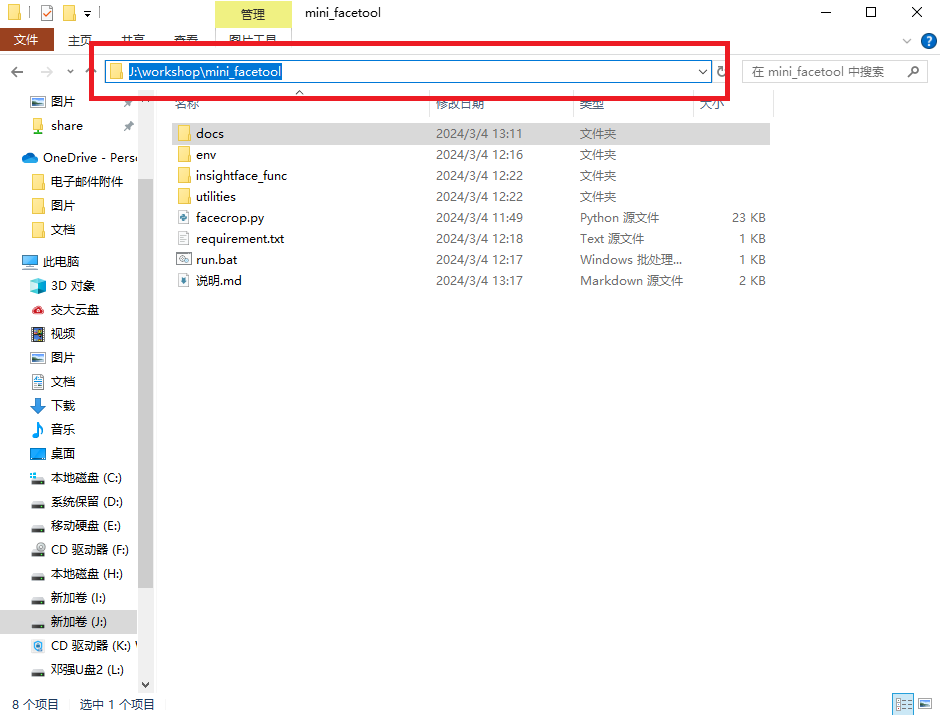 管理
mini_facetool
文件
主页
共享
查看
图片工具
J:\workshop\mini_facetool
在 mini_facetool 中搜索
名称 修改日期 类型 大小
docs 2024/3/4 13:11 文件夹
env 2024/3/4 12:16 文件夹
insightface_func 2024/3/4 12:22 文件夹
utilities 2024/3/4 12:22 文件夹
facecrop.py 2024/3/4 11:49 Python 源文件 23 KB
requirement.txt 2024/3/4 12:18 Text 源文件 1 KB
run.bat 2024/3/4 12:17 Windows 批处理... 1 KB
说明.md 2024/3/4 13:17 Markdown 源文件 2 KB
图片
share
OneDrive - Perso
电子邮件附件
图片
文档
此电脑
3D 对象
交大云盘
视频
图片
文档
下载
音乐
桌面
本地磁盘 (C:)
系统保留 (D:)
移动硬盘 (E:)
CD 驱动器 (F:)
本地磁盘 (H:)
新加卷 (I:)
新加卷 (J:)
CD 驱动器 (K:)
邓强U盘2 (L:)
8 个项目 选中 1 个项目